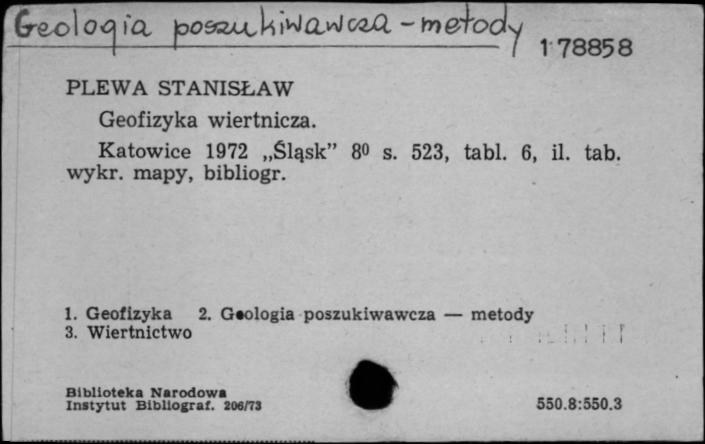 Geologia poszukiwawcza - metody
178858
PLEWA STANISŁAW
Geofizyka wiertnicza.
Katowice 1972 „Śląsk” 8⁰ s. 523, tabl. 6, il. tab.
wykr. mapy, bibliogr.
1. Geofizyka 2. Geologia poszukiwawcza — metody
3. Wiertnictwo
Biblioteka Narodowa
Instytut Bibliograf. 206/73
550.8:550.3